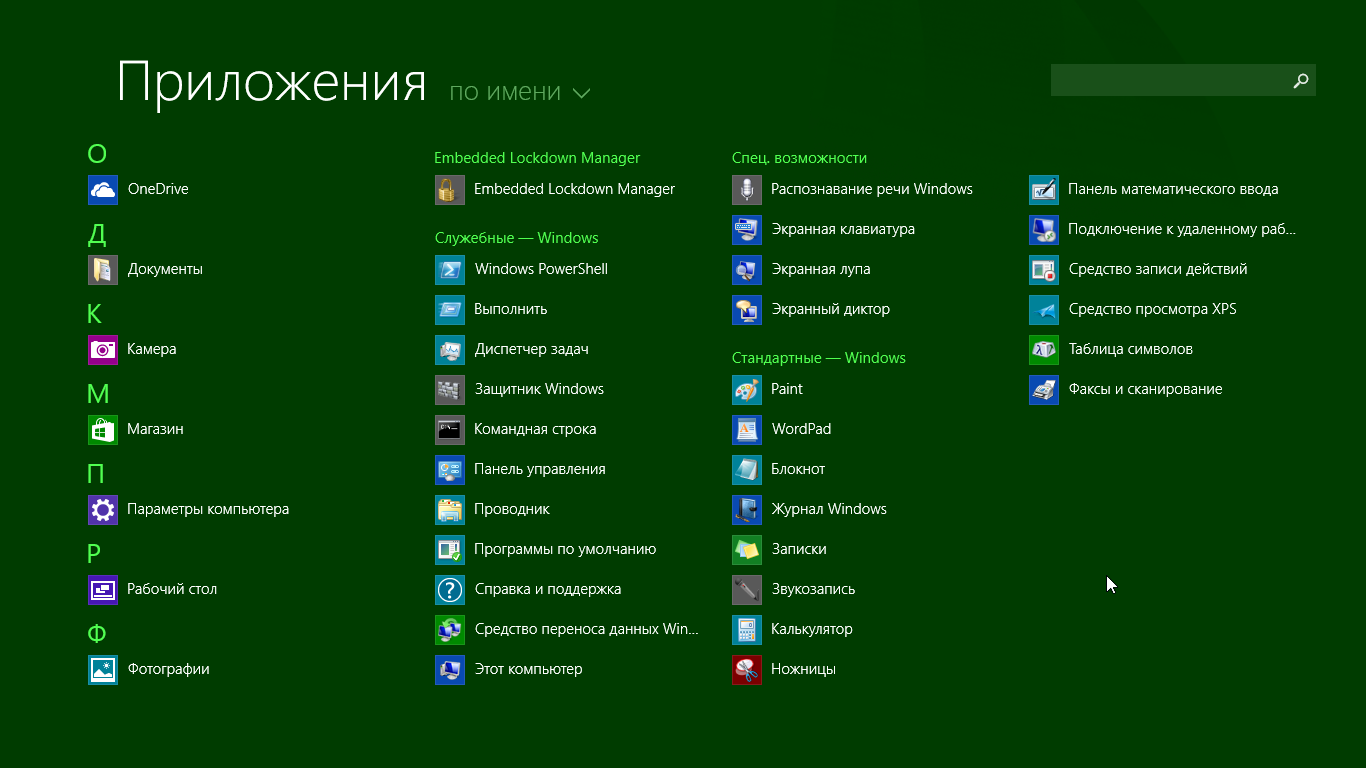 Приложения
по имени
O
OneDrive
Д
Документы
К
Камера
М
Магазин
П
Параметры компьютера
Р
Рабочий стол
Ф
Фотографии
Embedded Lockdown Manager
Embedded Lockdown Manager
Служебные — Windows
Windows PowerShell
Выполнить
Диспетчер задач
Защитник Windows
Командная строка
Панель управления
Проводник
Программы по умолчанию
Справка и поддержка
Средство переноса данных Win...
Этот компьютер
Спец. возможности
Распознавание речи Windows
Экранная клавиатура
Экранная лупа
Экранный диктор
Стандартные — Windows
Paint
WordPad
Блокнот
Журнал Windows
Записки
Звукозапись
Калькулятор
Ножницы
Панель математического ввода
Подключение к удаленному раб...
Средство записи действий
Средство просмотра XPS
Таблица символов
Факсы и сканирование